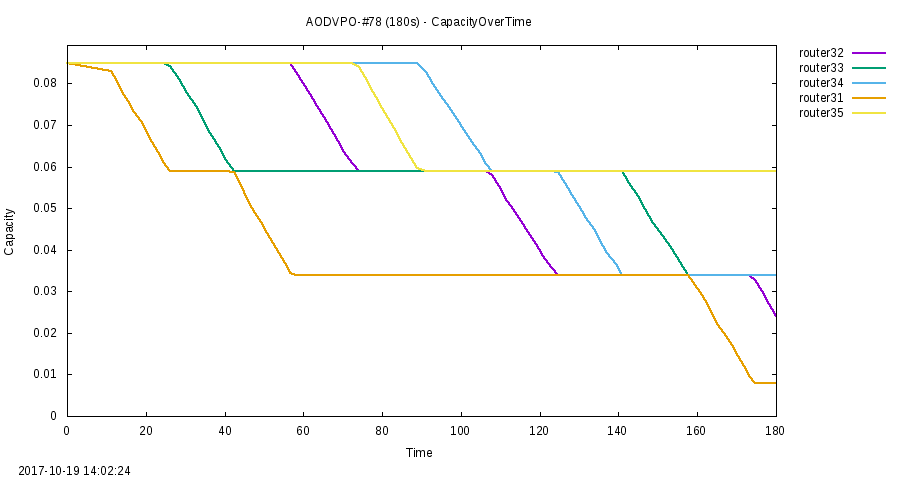 AODVPO-#78 (180s) - CapacityOverTime
router32
router33
router34
router31
router35
0.08
0.07
0.06
0.05
0.04
0.03
0.02
0.01
0
Capacity
0 20 40 60 80 100 120 140 160 180
Time
2017-10-19 14:02:24